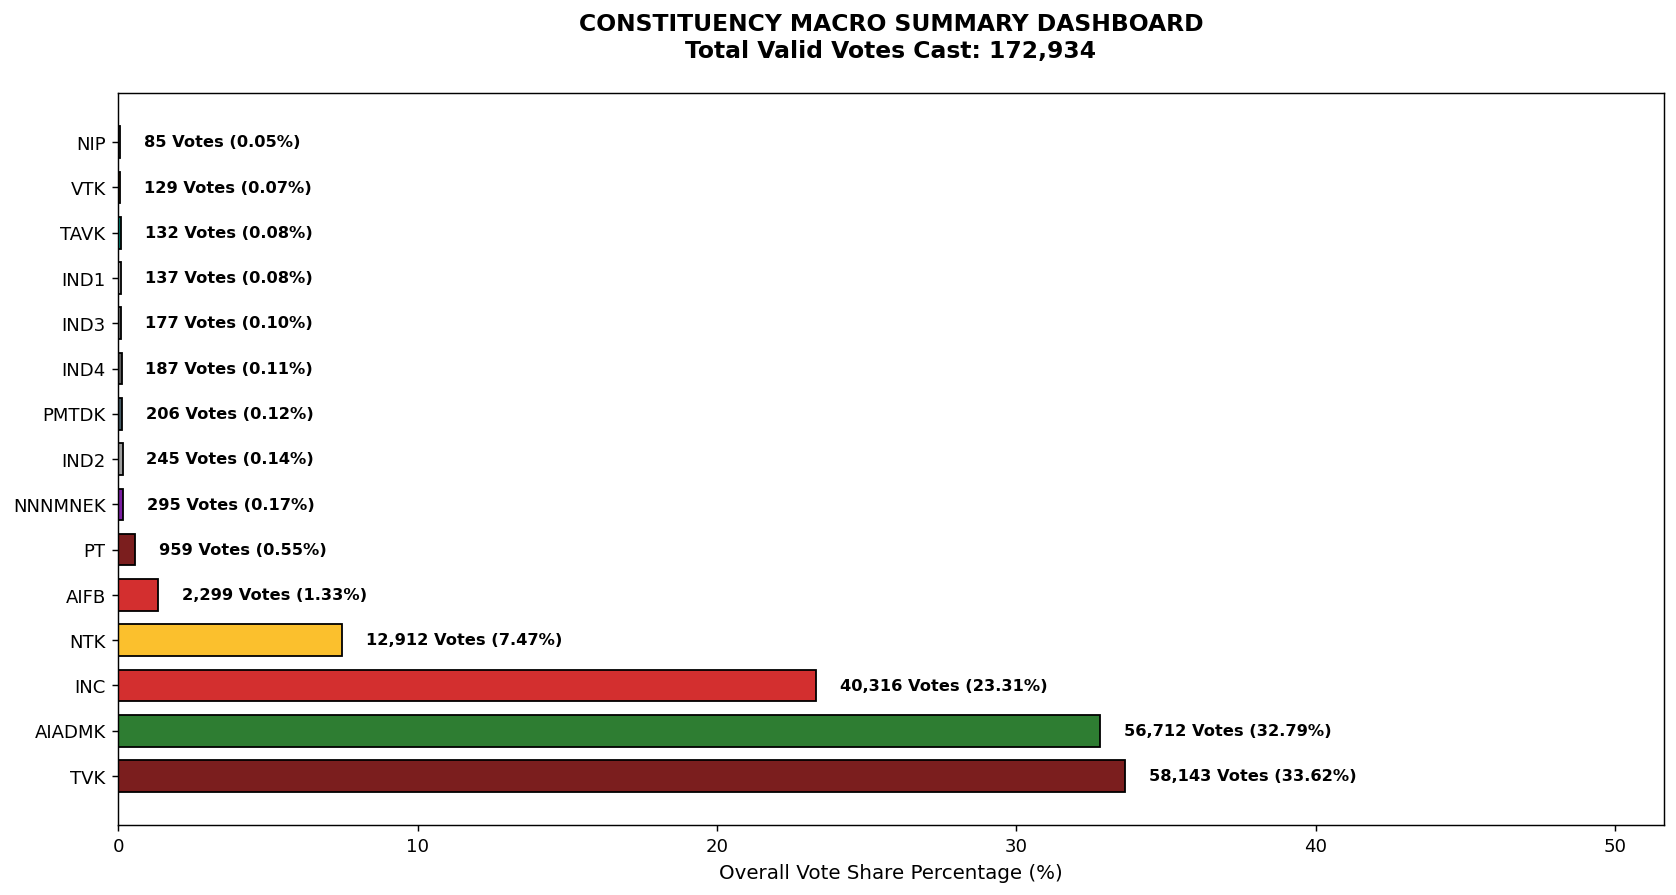 CONSTITUENCY MACRO SUMMARY DASHBOARD
Total Valid Votes Cast: 172,934
NIP 85 Votes (0.05%)
VTK 129 Votes (0.07%)
TAVK 132 Votes (0.08%)
IND1 137 Votes (0.08%)
IND3 177 Votes (0.10%)
IND4 187 Votes (0.11%)
PMTDK 206 Votes (0.12%)
IND2 245 Votes (0.14%)
NNNMNEK 295 Votes (0.17%)
PT 959 Votes (0.55%)
AIFB 2,299 Votes (1.33%)
NTK 12,912 Votes (7.47%)
INC 40,316 Votes (23.31%)
AIADMK 56,712 Votes (32.79%)
TVK 58,143 Votes (33.62%)
0 10 20 30 40 50
Overall Vote Share Percentage (%)